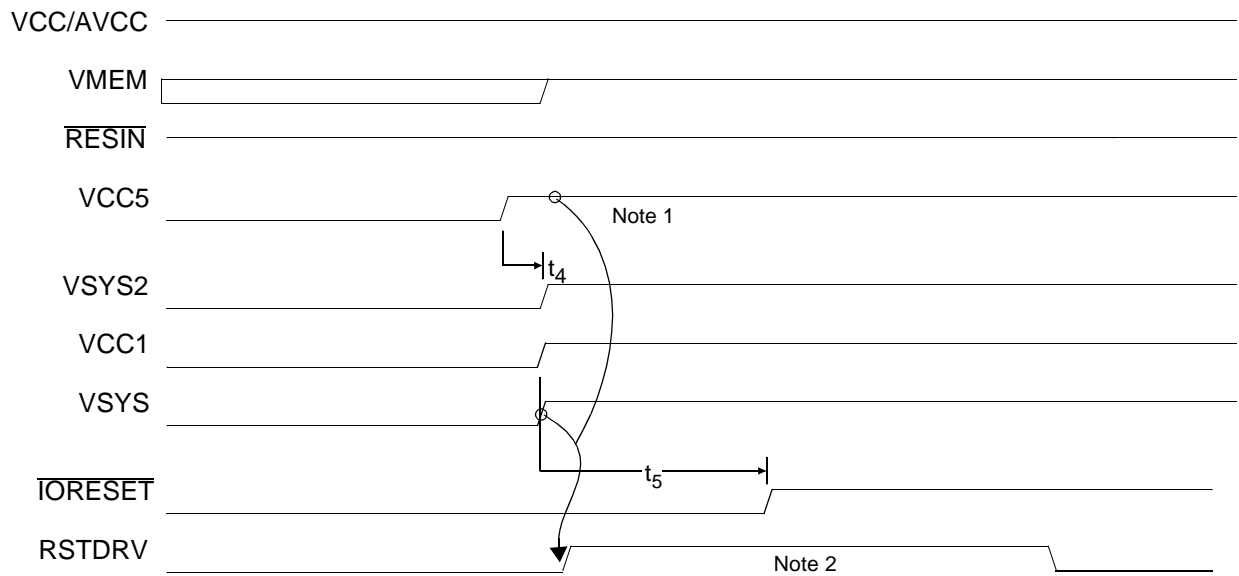 VCC/AVCC
VMEM
RESIN
VCC5
Note 1
t4
VSYS2
VCC1
VSYS
t5
IORESET
RSTDRV
Note 2